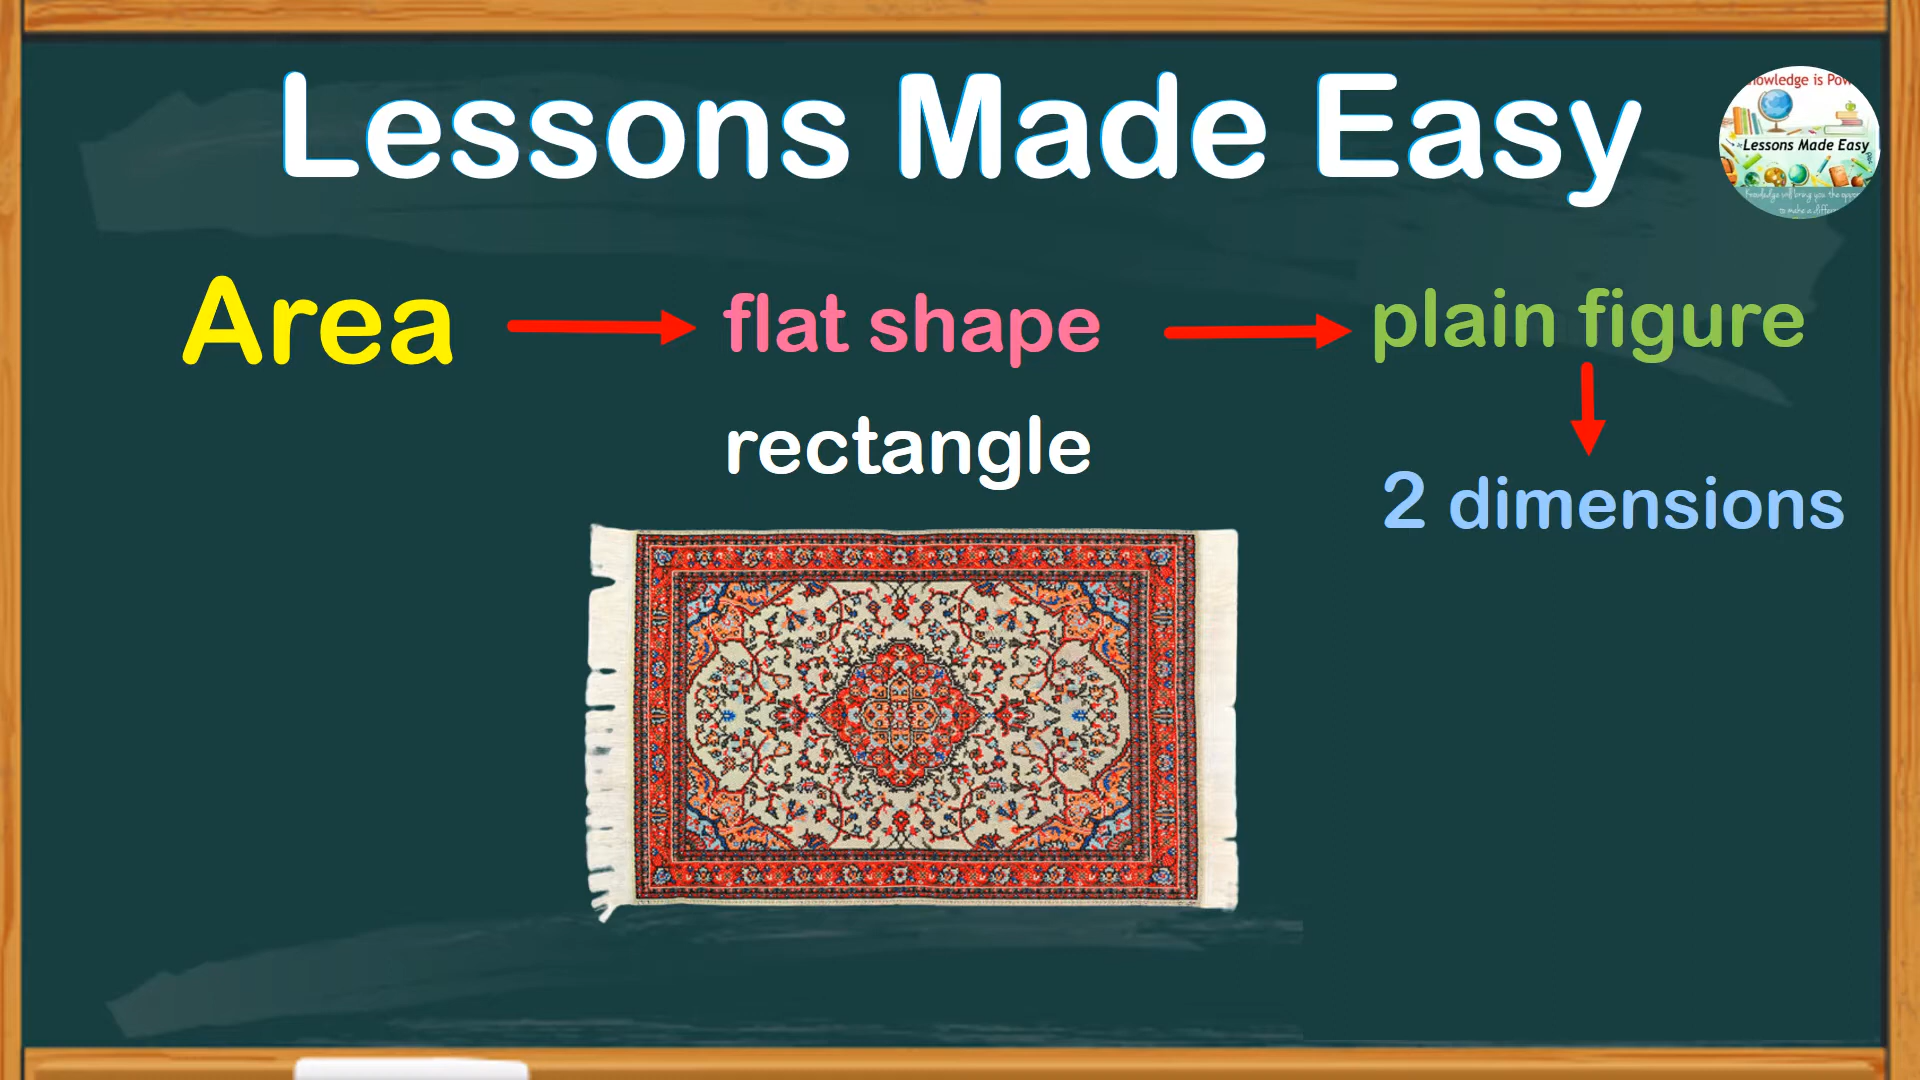 Lessons Made Easy
Area
flat shape
plain figure
rectangle
2 dimensions
Lessons Made Easy